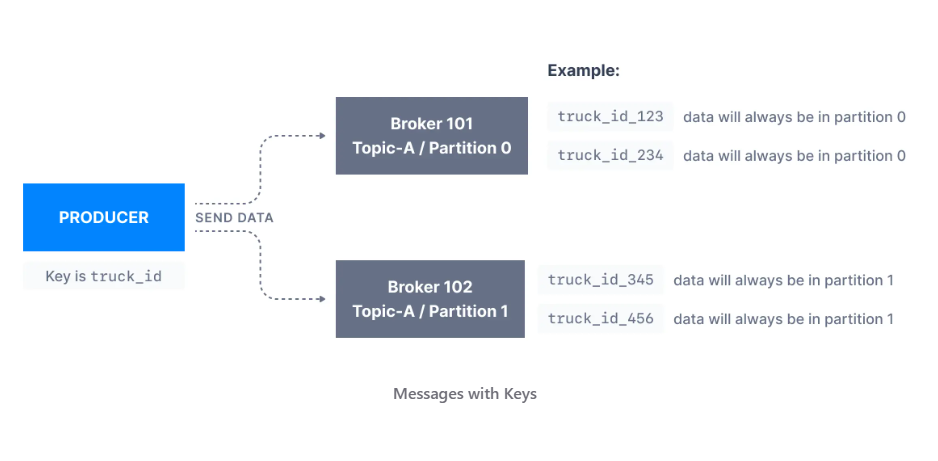 Example:
Broker 101
Topic-A / Partition 0
truck_id_123 data will always be in partition 0
truck_id_234 data will always be in partition 0
PRODUCER
Key is truck_id
SEND DATA
Broker 102
Topic-A / Partition 1
truck_id_345 data will always be in partition 1
truck_id_456 data will always be in partition 1
Messages with Keys